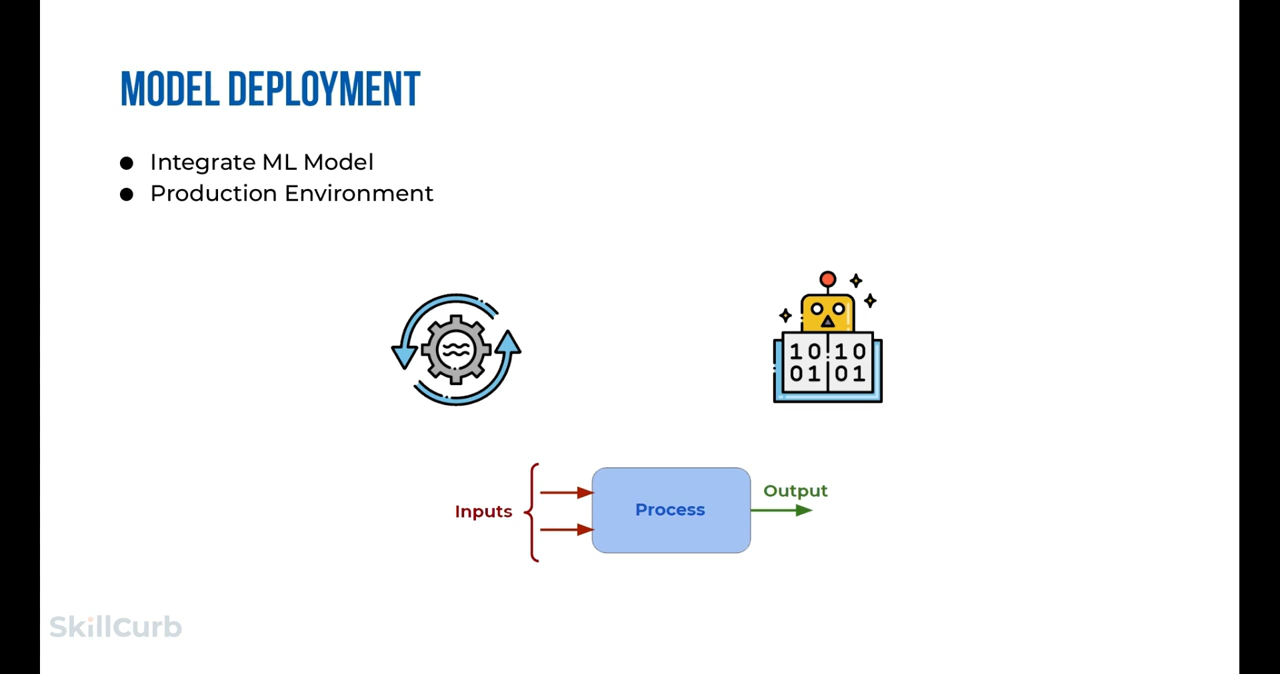 MODEL DEPLOYMENT
● Integrate ML Model
● Production Environment
10 10
01 01
Inputs
Process
Output
SkillCurb